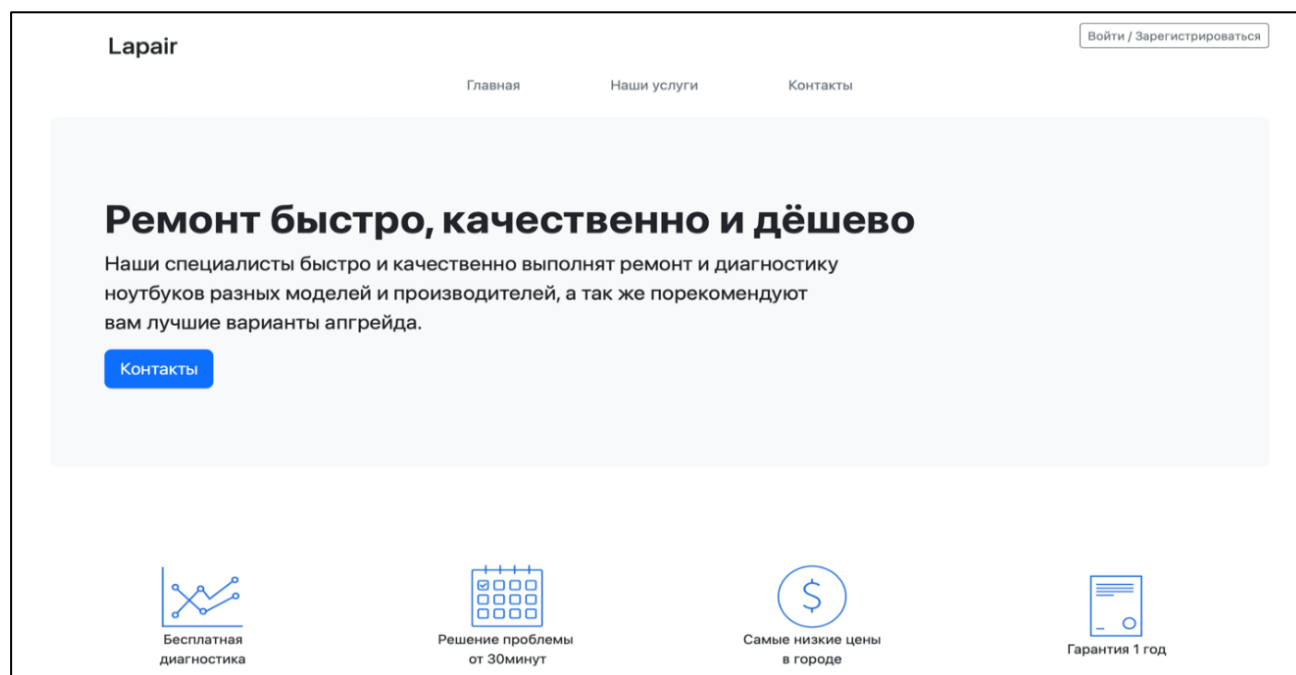 Lapair
Войти / Зарегистрироваться
Главная
Наши услуги
Контакты
Ремонт быстро, качественно и дёшево
Наши специалисты быстро и качественно выполнят ремонт и диагностику
ноутбуков разных моделей и производителей, а так же порекомендуют
вам лучшие варианты апгрейда.
Контакты
Бесплатная
диагностика
Решение проблемы
от 30минут
$
Самые низкие цены
в городе
Гарантия 1 год